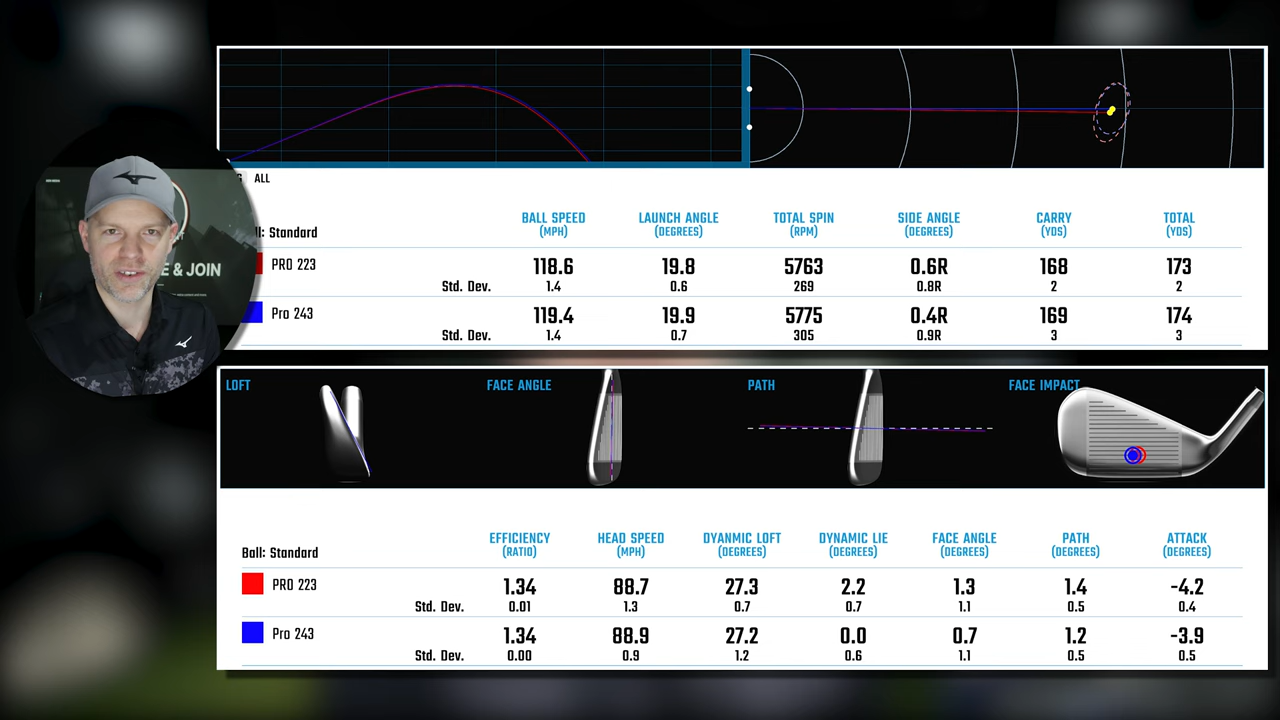 ALL
BALL SPEED LAUNCH ANGLE TOTAL SPIN SIDE ANGLE CARRY TOTAL
(MPH) (DEGREES) (RPM) (DEGREES) (YDS) (YDS)
Standard
PRO 223 118.6 19.8 5763 0.6R 168 173
Std. Dev. 1.4 0.6 269 0.8R 2 2
Pro 243 119.4 19.9 5775 0.4R 169 174
Std. Dev. 1.4 0.7 305 0.9R 3 3
E & JOIN
LOFT FACE ANGLE PATH FACE IMPACT
EFFICIENCY HEAD SPEED DYANMIC LOFT DYNAMIC LIE FACE ANGLE PATH ATTACK
(RATIO) (MPH) (DEGREES) (DEGREES) (DEGREES) (DEGREES) (DEGREES)
Ball: Standard
PRO 223 1.34 88.7 27.3 2.2 1.3 1.4 -4.2
Std. Dev. 0.01 1.3 0.7 0.7 1.1 0.5 0.4
Pro 243 1.34 88.9 27.2 0.0 0.7 1.2 -3.9
Std. Dev. 0.00 0.9 1.2 0.6 1.1 0.5 0.5